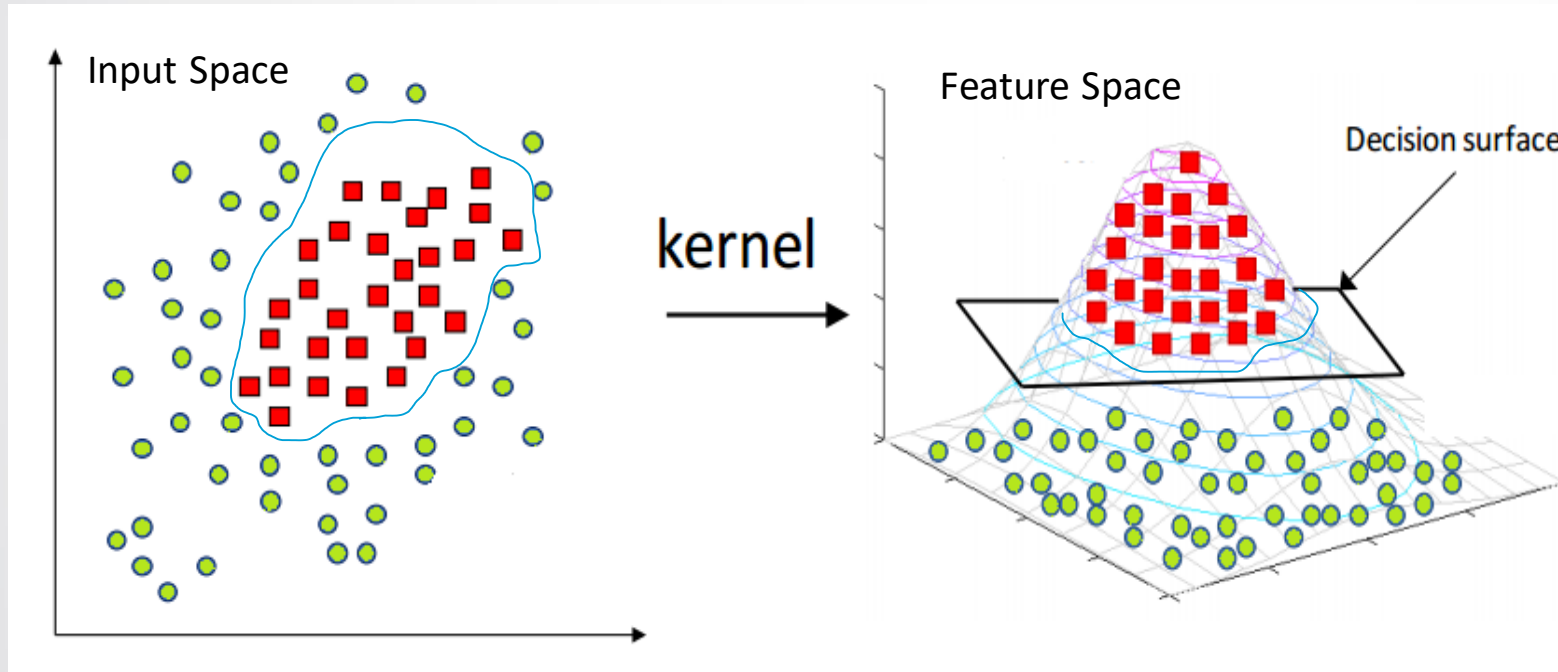 Input Space
Feature Space
Decision surface
kernel